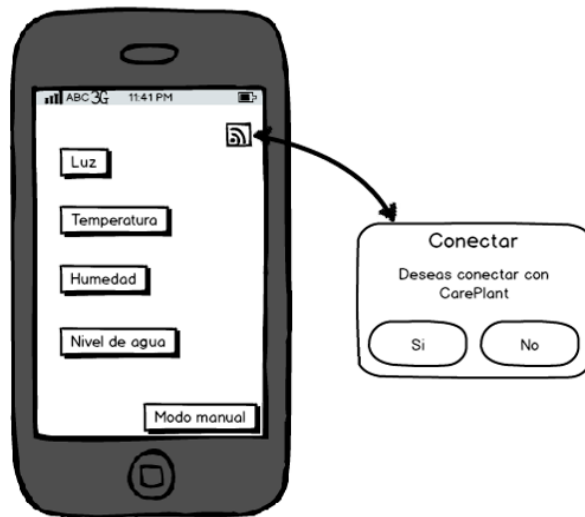 ABC 3G 11:41 PM
Luz
Temperatura
Humedad
Nivel de agua
Modo manual
Conectar
Deseas conectar con
CarePlant
Si No